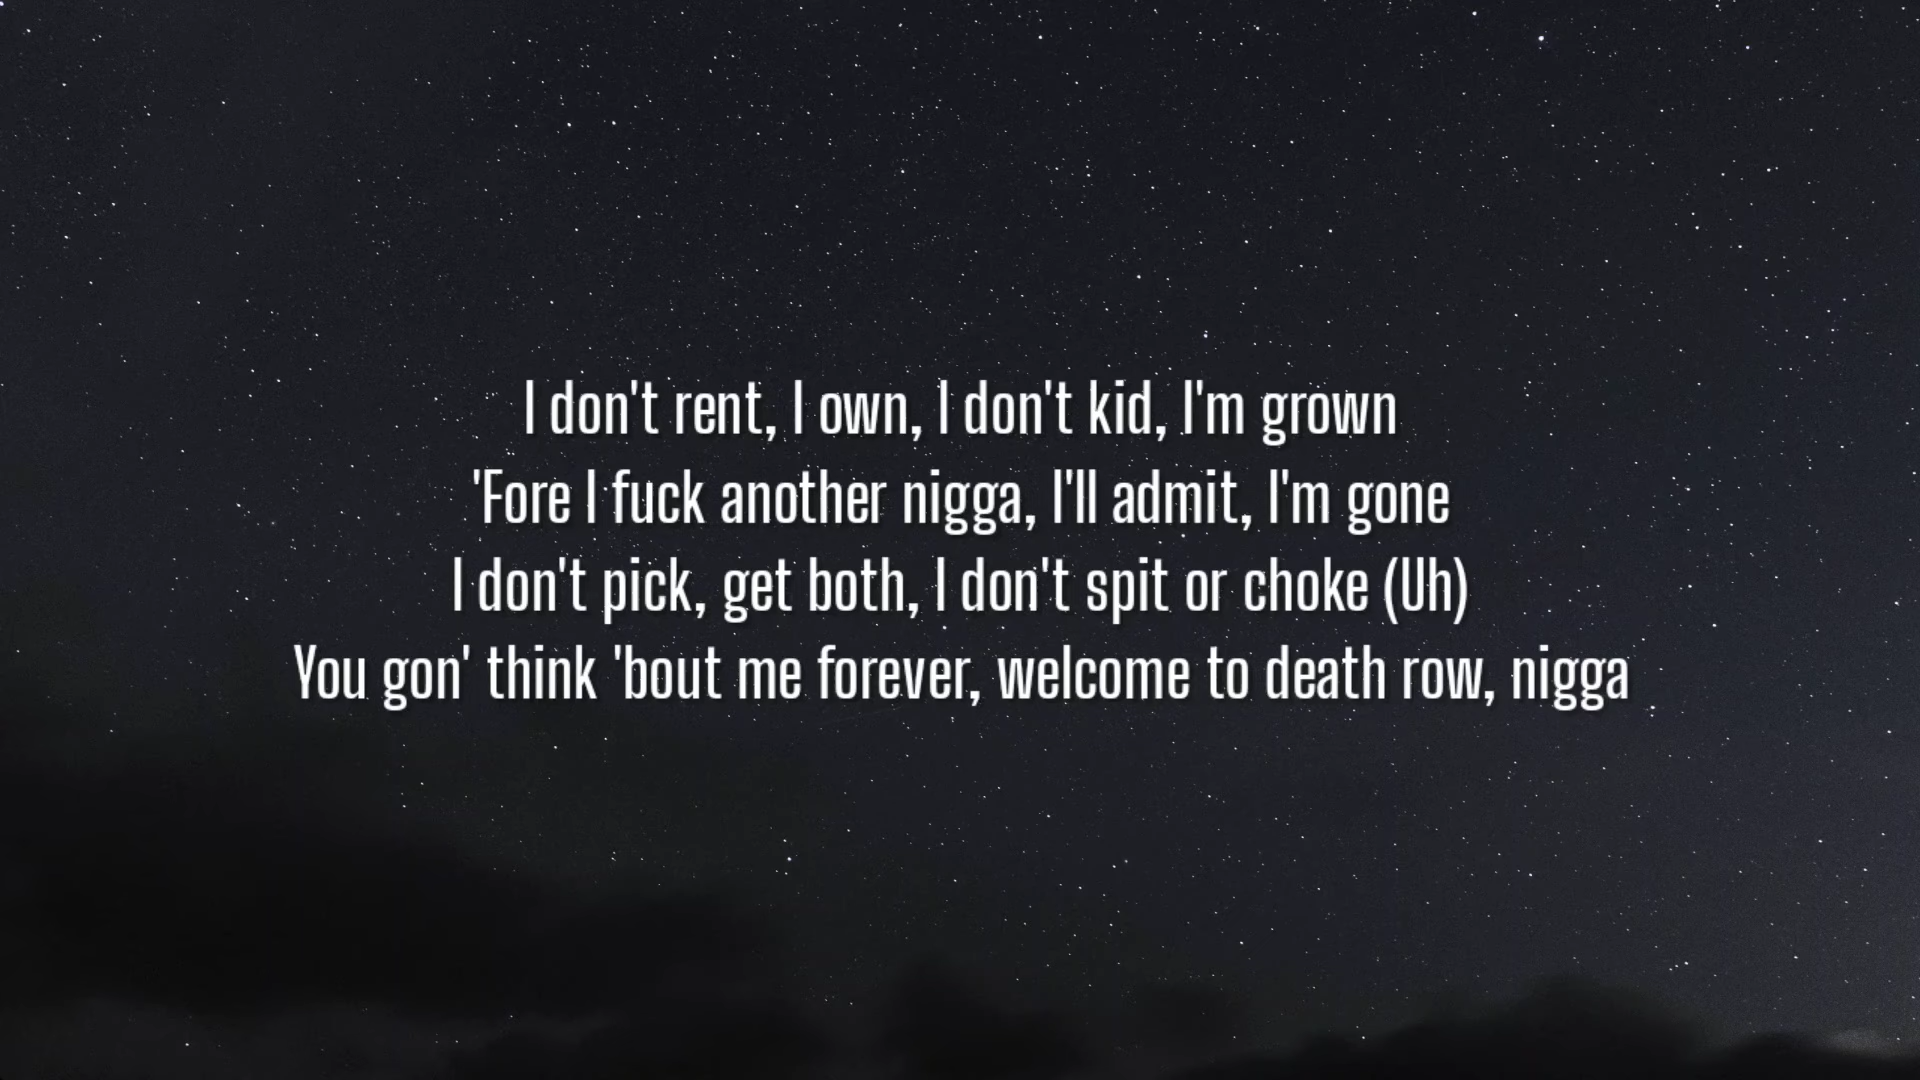 I don't rent, I own, I don't kid, I'm grown
'Fore I fuck another nigga, I'll admit, I'm gone
I don't pick, get both, I don't spit or choke (Uh)
You gon' think 'bout me forever, welcome to death row, nigga